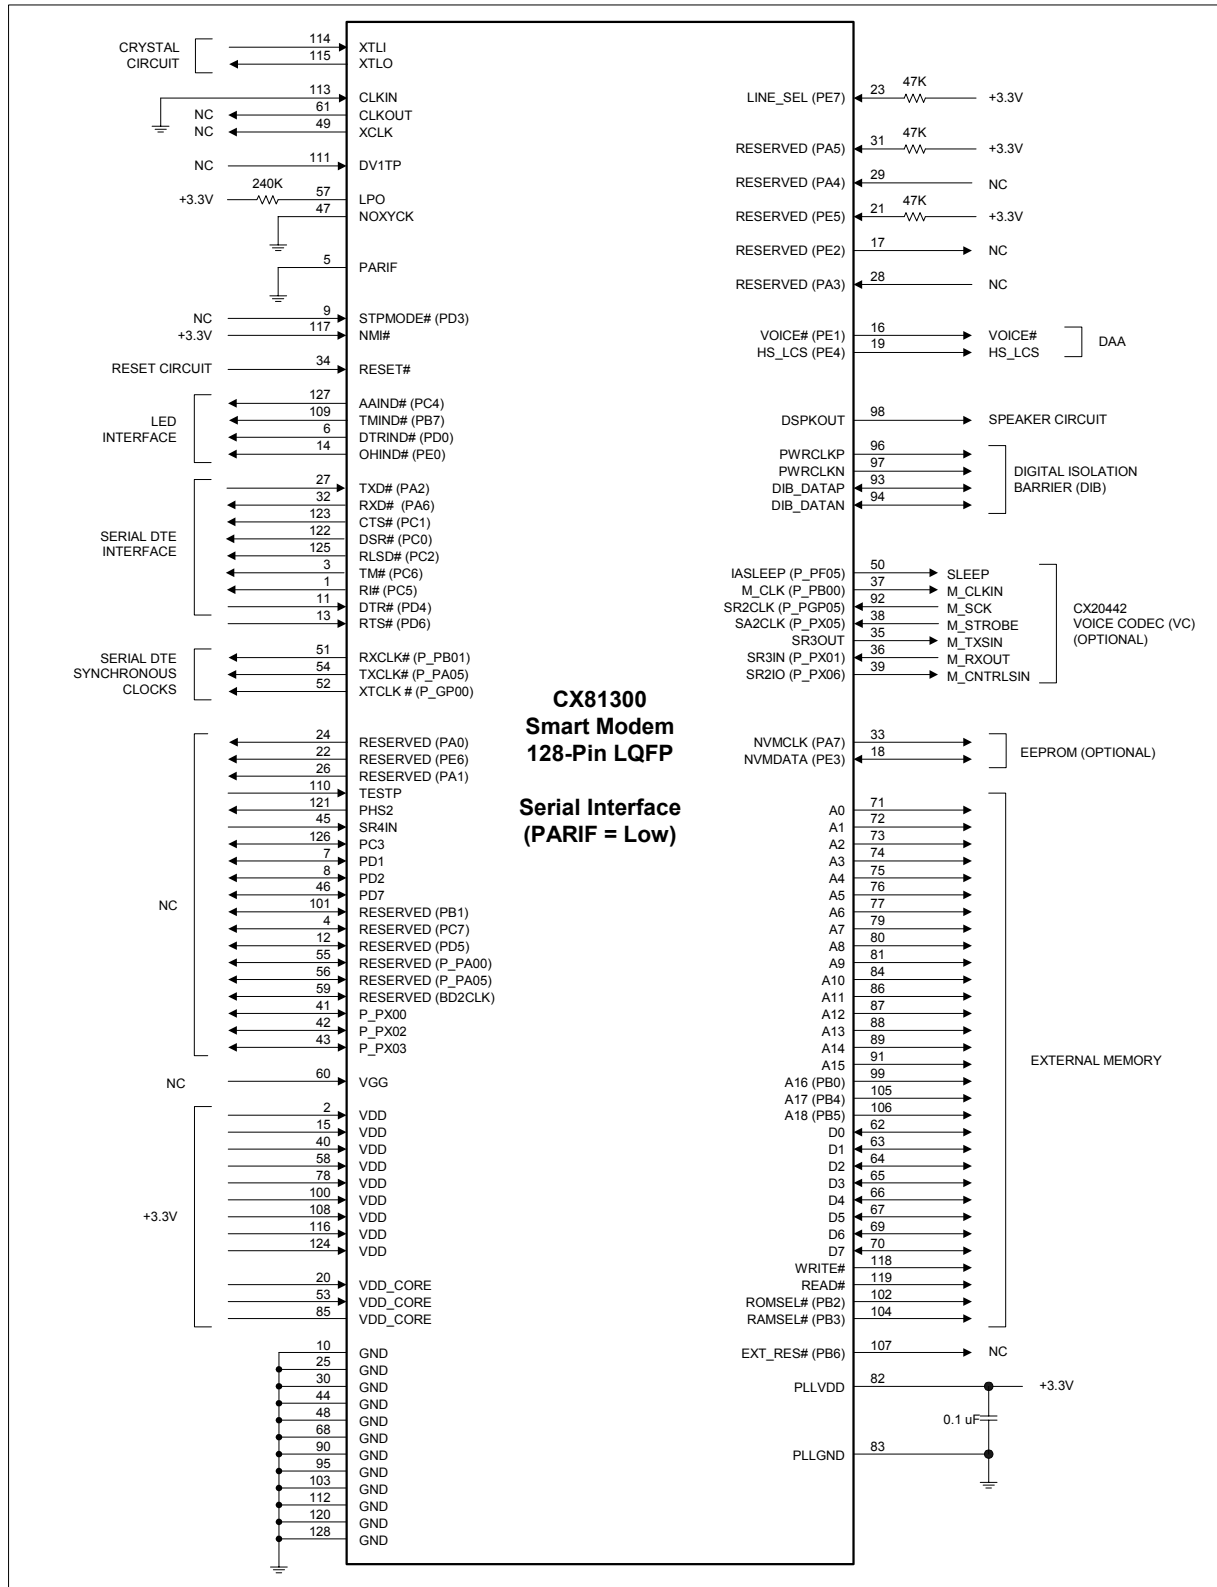 CRYSTAL
CIRCUIT
114 XTLI
115 XTLO
113 CLKIN
NC 61 CLKOUT
NC 49 XCLK
NC 111 DV1TP
+3.3V 240K 57 LPO
47 NOXYCK
5 PARIF
NC 9 STPMODE# (PD3)
+3.3V 117 NMI#
RESET CIRCUIT 34 RESET#
LED
INTERFACE
127 AAIND# (PC4)
109 TMIND# (PB7)
6 DTRIND# (PD0)
14 OHIND# (PE0)
SERIAL DTE
INTERFACE
27 TXD# (PA2)
32 RXD# (PA6)
123 CTS# (PC1)
122 DSR# (PC0)
125 RLSD# (PC2)
3 TM# (PC6)
1 RI# (PC5)
11 DTR# (PD4)
13 RTS# (PD6)
SERIAL DTE
SYNCHRONOUS
CLOCKS
51 RXCLK# (P_PB01)
54 TXCLK# (P_PA05)
52 XTCLK # (P_GP00)
NC
24 RESERVED (PA0)
22 RESERVED (PE6)
26 RESERVED (PA1)
110 TESTP
121 PHS2
45 SR4IN
126 PC3
7 PD1
8 PD2
46 PD7
101 RESERVED (PB1)
4 RESERVED (PC7)
12 RESERVED (PD5)
55 RESERVED (P_PA00)
56 RESERVED (P_PA05)
59 RESERVED (BD2CLK)
41 P_PX00
42 P_PX02
43 P_PX03
NC 60 VGG
+3.3V
2 VDD
15 VDD
40 VDD
58 VDD
78 VDD
100 VDD
108 VDD
116 VDD
124 VDD
20 VDD_CORE
53 VDD_CORE
85 VDD_CORE
10 GND
25 GND
30 GND
44 GND
48 GND
68 GND
90 GND
95 GND
103 GND
112 GND
120 GND
128 GND
CX81300
Smart Modem
128-Pin LQFP
Serial Interface
(PARIF = Low)
LINE_SEL (PE7) 23 47K +3.3V
RESERVED (PA5) 31 47K +3.3V
RESERVED (PA4) 29 NC
RESERVED (PE5) 21 47K +3.3V
RESERVED (PE2) 17 NC
RESERVED (PA3) 28 NC
VOICE# (PE1) 16 VOICE#
HS_LCS (PE4) 19 HS_LCS
DAA
DSPKOUT 98 SPEAKER CIRCUIT
PWRCLKP 96
PWRCLKN 97
DIB_DATAP 93
DIB_DATAN 94
DIGITAL ISOLATION
BARRIER (DIB)
IASLEEP (P_PF05) 50 SLEEP
M_CLK (P_PB00) 37 M_CLKIN
SR2CLK (P_PGP05) 92 M_SCK
SA2CLK (P_PX05) 38 M_STROBE
SR3OUT 35 M_TXSIN
SR3IN (P_PX01) 36 M_RXOUT
SR2IO (P_PX06) 39 M_CNTRLSIN
CX20442
VOICE CODEC (VC)
(OPTIONAL)
NVMCLK (PA7) 33
NVMDATA (PE3) 18
EEPROM (OPTIONAL)
A0 71
A1 72
A2 73
A3 74
A4 75
A5 76
A6 77
A7 79
A8 80
A9 81
A10 84
A11 86
A12 87
A13 88
A14 89
A15 91
A16 (PB0) 99
A17 (PB4) 105
A18 (PB5) 106
D0 62
D1 63
D2 64
D3 65
D4 66
D5 67
D6 69
D7 70
WRITE# 118
READ# 119
ROMSEL# (PB2) 102
RAMSEL# (PB3) 104
EXTERNAL MEMORY
EXT_RES# (PB6) 107 NC
PLLVDD 82 +3.3V
0.1 uF
PLLGND 83